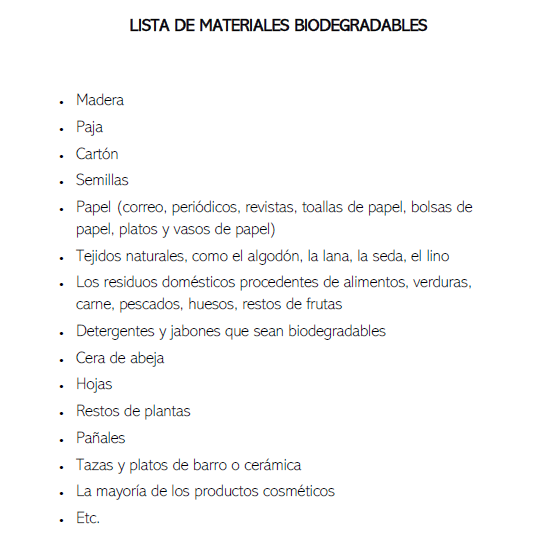 LISTA DE MATERIALES BIODEGRADABLES
• Madera
• Paja
• Cartón
• Semillas
• Papel (correo, periódicos, revistas, toallas de papel, bolsas de
papel, platos y vasos de papel)
• Tejidos naturales, como el algodón, la lana, la seda, el lino
• Los residuos domésticos procedentes de alimentos, verduras,
carne, pescados, huesos, restos de frutas
• Detergentes y jabones que sean biodegradables
• Cera de abeja
• Hojas
• Restos de plantas
• Pañales
• Tazas y platos de barro o cerámica
• La mayoría de los productos cosméticos
• Etc.